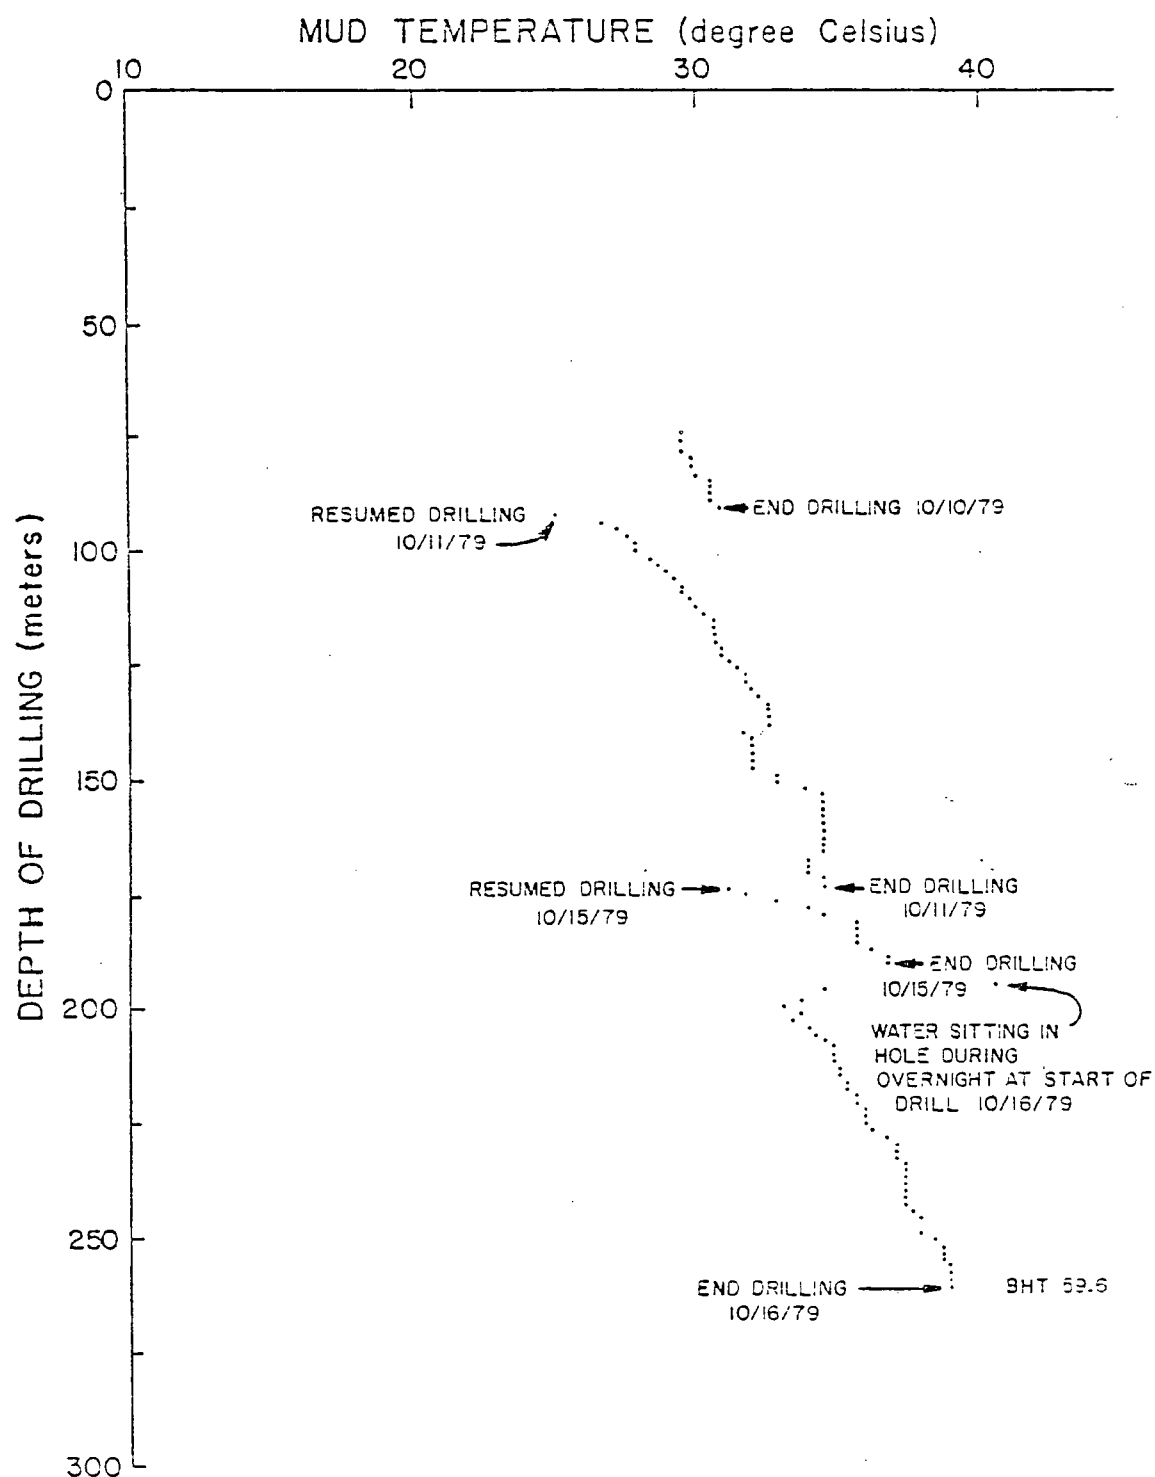 MUD TEMPERATURE (degree Celsius)
10 20 30 40
0
50
100
150
200
250
300
DEPTH OF DRILLING (meters)
END DRILLING 10/10/79
RESUMED DRILLING
10/11/79
RESUMED DRILLING
10/15/79
END DRILLING
10/11/79
END DRILLING
10/15/79
WATER SITTING IN
HOLE DURING
OVERNIGHT AT START OF
DRILL 10/16/79
END DRILLING
10/16/79
BHT 59.6